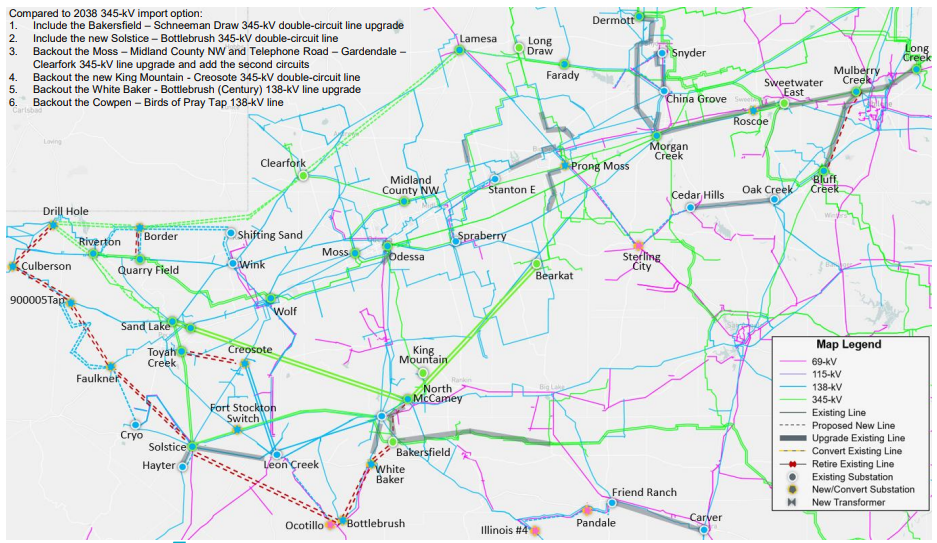 Compared to 2038 345-kV import option:
1. Include the Bakersfield – Schneeman Draw 345-kV double-circuit line upgrade
2. Include the new Solstice – Bottlebrush 345-kV double-circuit line
3. Backout the Moss – Midland County NW and Telephone Road – Gardendale –
Clearfork 345-kV line upgrade and add the second circuits
4. Backout the new King Mountain - Creosote 345-kV double-circuit line
5. Backout the White Baker - Bottlebrush (Century) 138-kV line upgrade
6. Backout the Cowpen – Birds of Pray Tap 138-kV line
Dermott
Lamesa
Long
Draw
Snyder
Farady
China Grove
Sweetwater
East
Mulberry
Creek
Long
Creek
Roscoe
Morgan
Creek
Carlsbad
Loving
Clearfork
Midland
County NW
Stanton E
Prong Moss
Cedar Hills
Oak Creek
Bluff
Creek
Drill Hole
Border
Shifting Sand
Riverton
Quarry Field
Wink
Moss
Odessa
Spraberry
Sterling
City
Culberson
Bearkat
900005Tap
Wolf
Sand Lake
Toyah
Creek
Creosote
King
Mountain
Rankin
Big Lake
North
McCamey
Faulkner
Fort Stockton
Switch
Cryo
Solstice
Hayter
Leon Creek
Bakersfield
White
Baker
Ocotillo
Bottlebrush
Illinois #4
Pandale
Friend Ranch
Carver
Map Legend
69-kV
115-kV
138-kV
345-kV
Existing Line
Proposed New Line
Upgrade Existing Line
Convert Existing Line
Retire Existing Line
Existing Substation
New/Convert Substation
New Transformer